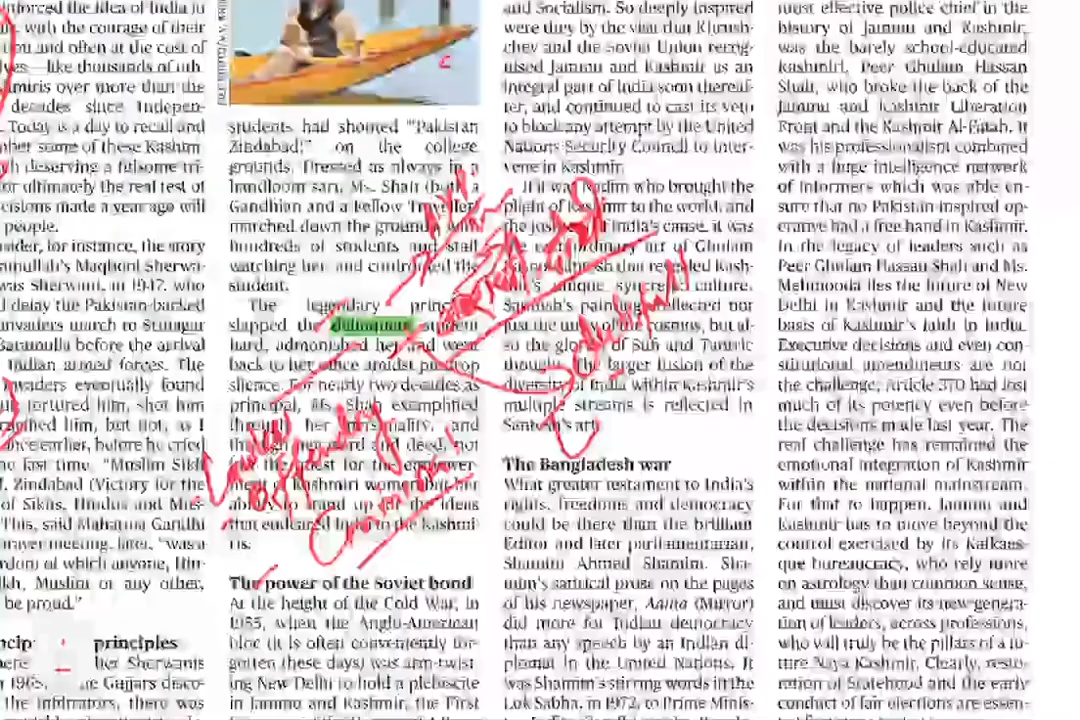 inforced the idea of India in
with the courage of their
and often at the cost of
like thousands of oth-
miris over more than the
decades since Indepen-
Today is a day to recall and
some of these Kashmi
deserving a fulsome tri-
or ultimately the real test of
cisions made a year ago will
people.
for instance, the story
Maqbool Sherwa-
was Sherwani, in 1947, who
delay the Pakistan-backed
invaders march to Srinagar
Baramulla before the arrival
Indian armed forces. The
eventually found
tortured him, shot him
him, but not, as I
earlier, before he cried
last time, "Muslim Sikh
Zindabad (Victory for the
of Sikhs, Hindus and Mus-
This, said Mahatma Gandhi
prayer meeting, later, "was a
of which anyone, Hin-
Muslim or any other,
be proud."
principles
Sherwanis
1965, Gujjars disco-
the infiltrators, there was
students had shouted "Pakistan
Zindabad;" on the college
grounds. Dressed as always in a
handloom sari, Ms. Shah (both a
Gandhian and a Fellow Traveller)
marched down the grounds with
hundreds of students and staff
watching her and confronted the
student.
The legendary principal
slapped the delinquent student
hard, admonished her and went
back to her office amidst pin drop
silence. For nearly two decades as
principal, Ms. Shah exemplified
through her personality, and
through her word and deed, not
the quest for the empower-
ment of Kashmiri women but
ability to stand up for the ideas
that endeared India to the Kashmi
ris.
The power of the Soviet bond
At the height of the Cold War, in
1955, when the Anglo-American
bloc (it is often conveniently for-
gotten these days) was arm-twist-
ing New Delhi to hold a plebiscite
in Jammu and Kashmir, the First
and Socialism. So deeply inspired
were they by the visit that Khrush-
chev and the Soviet Union recog-
nised Jammu and Kashmir as an
integral part of India soon thereaf-
ter, and continued to cast its veto
to block any attempt by the United
Nations Security Council to inter-
vene in Kashmir.
If it was Nadim who brought the
plight of Kashmir to the world, and
the justness of India's cause, it was
the extraordinary art of Ghulam
that revealed Kash-
unique, syncretic culture.
Santosh's paintings reflected not
just the unity of the cosmos, but al-
so the glory of Sufi and Tantric
thought. The larger fusion of the
diversity of India within Kashmir's
multiple streams is reflected in
Santosh's art.
The Bangladesh war
What greater testament to India's
rights, freedoms and democracy
could be there than the brilliant
Editor and later parliamentarian,
Shamim Ahmed Shamim. Sha-
mim's satirical prose on the pages
of his newspaper, Aaina (Mirror)
did more for Indian democracy
than any speech by an Indian di-
plomat in the United Nations. It
was Shamim's stirring words in the
Lok Sabha, in 1972, to Prime Minis-
most effective police chief in the
history of Jammu and Kashmir,
was the barely school-educated
Kashmiri, Peer Ghulam Hassan
Shah, who broke the back of the
Jammu and Kashmir Liberation
Front and the Kashmir Al-Fatah. It
was his professionalism combined
with a huge intelligence network
of informers which was able en-
sure that no Pakistan-inspired op-
erative had a free hand in Kashmir.
In the legacy of leaders such as
Peer Ghulam Hassan Shah and Ms.
Mehmooda lies the future of New
Delhi in Kashmir and the future
basis of Kashmir's faith in India.
Executive decisions and even con-
stitutional amendments are not
the challenge; Article 370 had lost
much of its potency even before
the decisions made last year. The
real challenge has remained the
emotional integration of Kashmir
within the national mainstream.
For that to happen, Jammu and
Kashmir has to move beyond the
control exercised by its Kafkaes-
que bureaucracy, who rely more
on astrology than common sense,
and must discover its new genera-
tion of leaders, across professions,
who will truly be the pillars of a fu-
ture Naya Kashmir. Clearly, resto-
ration of Statehood and the early
conduct of fair elections are essen-
offending
Criminal